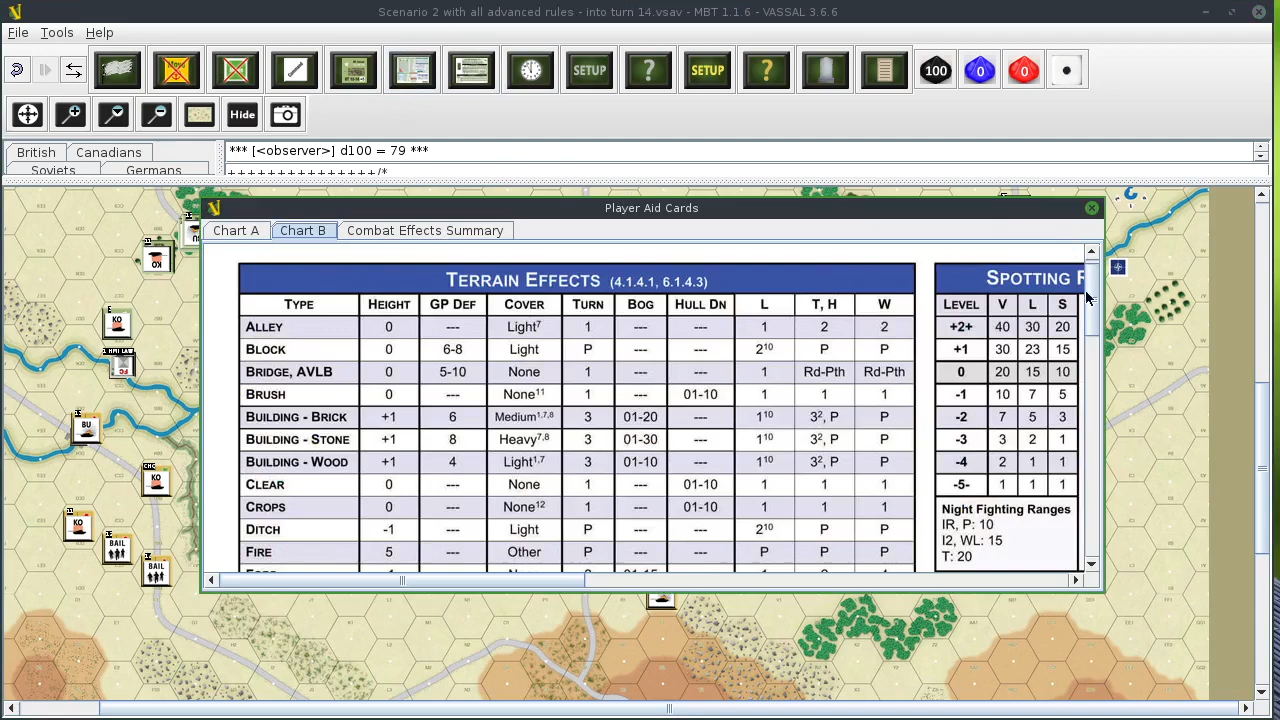 Scenario 2 with all advanced rules - into turn 14.vsav - MBT 1.1.6 - VASSAL 3.6.6
File Tools Help
SETUP ? SETUP ? 100 0 0
Hide
British Canadians
Soviets Germans
*** [<observer>] d100 = 79 ***
++++++++++++++/*
Player Aid Cards
Chart A Chart B Combat Effects Summary
TERRAIN EFFECTS (4.1.4.1, 6.1.4.3)
TYPE HEIGHT GP DEF COVER TURN BOG HULL DN L T, H W
ALLEY 0 --- Light⁷ 1 --- --- 1 2 2
BLOCK 0 6-8 Light P --- --- 2¹⁰ P P
BRIDGE, AVLB 0 5-10 None 1 --- --- 1 Rd-Pth Rd-Pth
BRUSH 0 --- None¹¹ 1 --- 01-10 1 1 1
BUILDING - BRICK +1 6 Medium¹,⁷,⁸ 3 01-20 --- 1¹⁰ 3², P P
BUILDING - STONE +1 8 Heavy⁷,⁸ 3 01-30 --- 1¹⁰ 3², P P
BUILDING - WOOD +1 4 Light¹,⁷ 3 01-10 --- 1¹⁰ 3², P P
CLEAR 0 --- None 1 --- 01-10 1 1 1
CROPS 0 --- None¹² 1 --- 01-10 1 1 1
DITCH -1 --- Light P --- --- 2¹⁰ P P
FIRE 5 --- Other P --- --- P P P
SPOTTING
LEVEL V L S
+2+ 40 30 20
+1 30 23 15
0 20 15 10
-1 10 7 5
-2 7 5 3
-3 3 2 1
-4 2 1 1
-5- 1 1 1
Night Fighting Ranges
IR, P: 10
I2, WL: 15
T: 20
KO
KO
BU
KO
KO
BAIL
BAIL